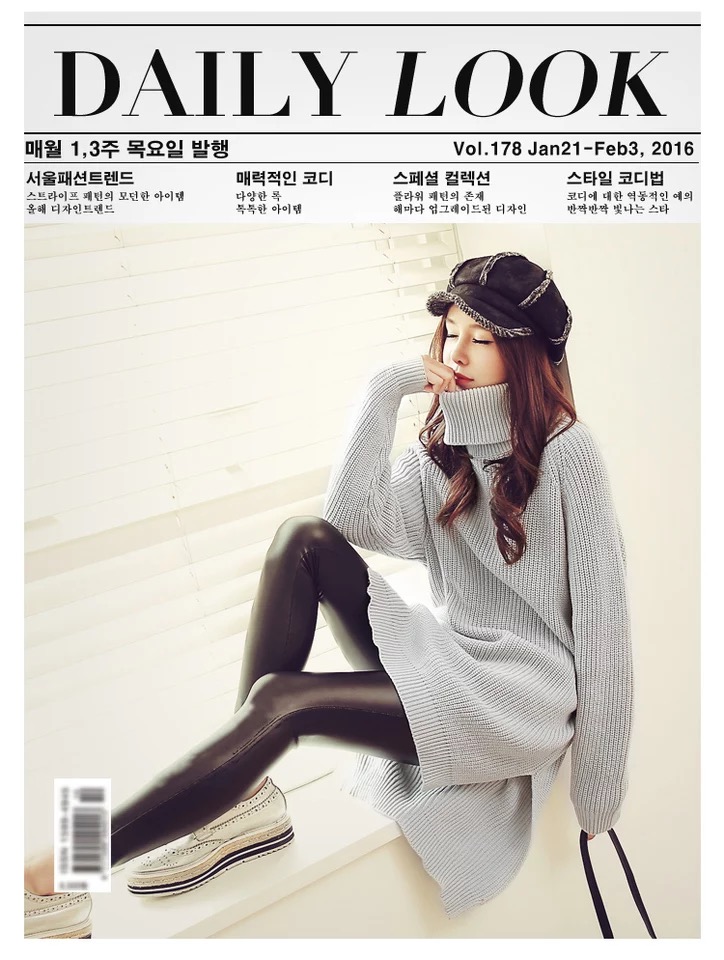 DAILY LOOK
매월 1,3주 목요일 발행
Vol.178 Jan21-Feb3, 2016
서울패션트렌드
스트라이프 패턴의 모던한 아이템
올해 디자인트렌드
매력적인 코디
다양한 룩
톡톡한 아이템
스페셜 컬렉션
플라워 패턴의 존재
해마다 업그레이드된 디자인
스타일 코디법
코디에 대한 역동적인 예의
반짝반짝 빛나는 스타